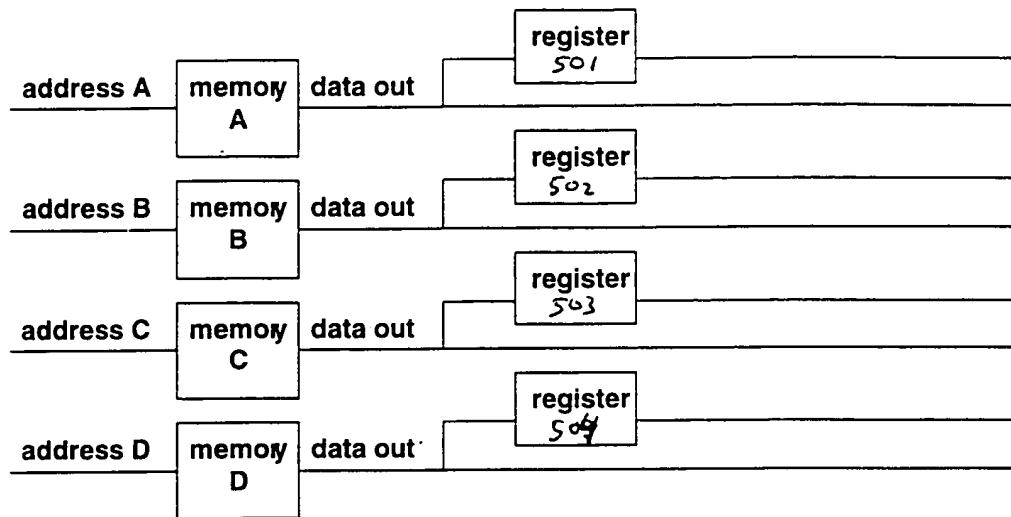 register
501
address A
memory
A
data out
register
502
address B
memory
B
data out
register
503
address C
memory
C
data out
register
504
address D
memory
D
data out